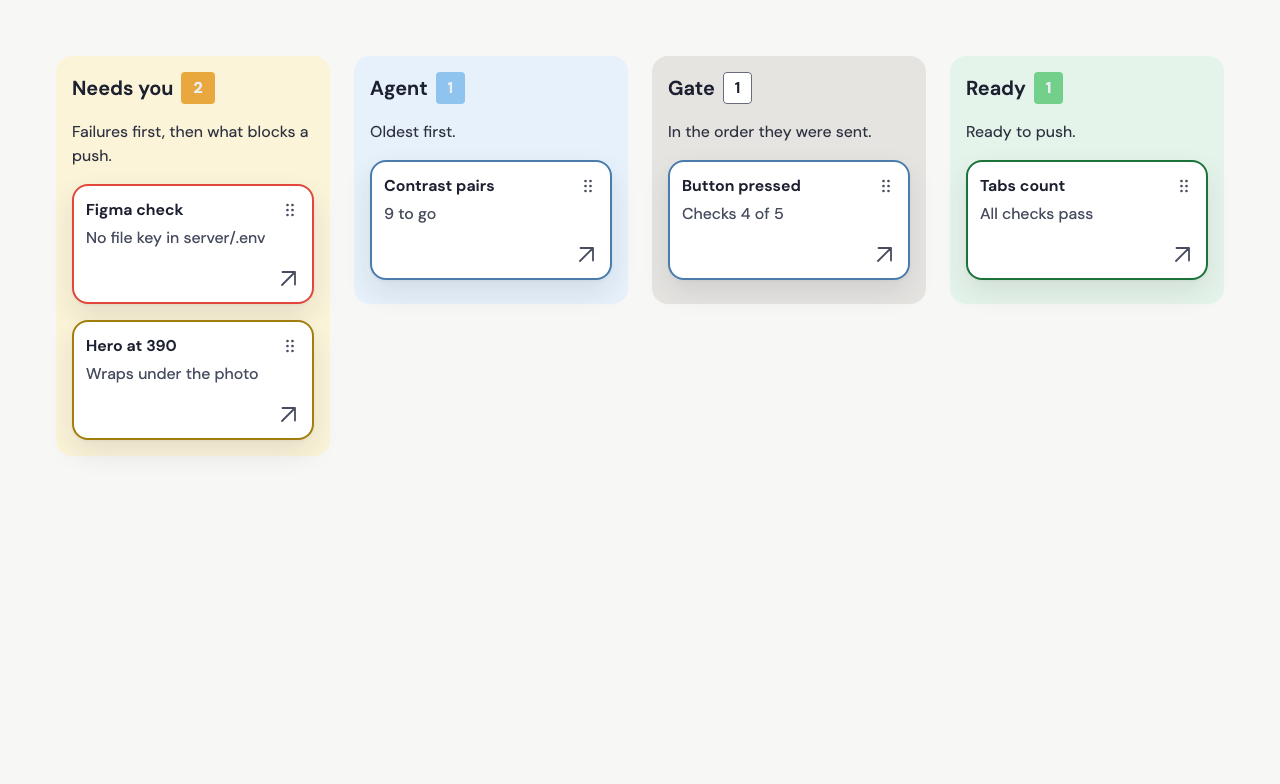 Needs you 2
Failures first, then what blocks a
push.
Figma check
No file key in server/.env
Hero at 390
Wraps under the photo
Agent 1
Oldest first.
Contrast pairs
9 to go
Gate 1
In the order they were sent.
Button pressed
Checks 4 of 5
Ready 1
Ready to push.
Tabs count
All checks pass